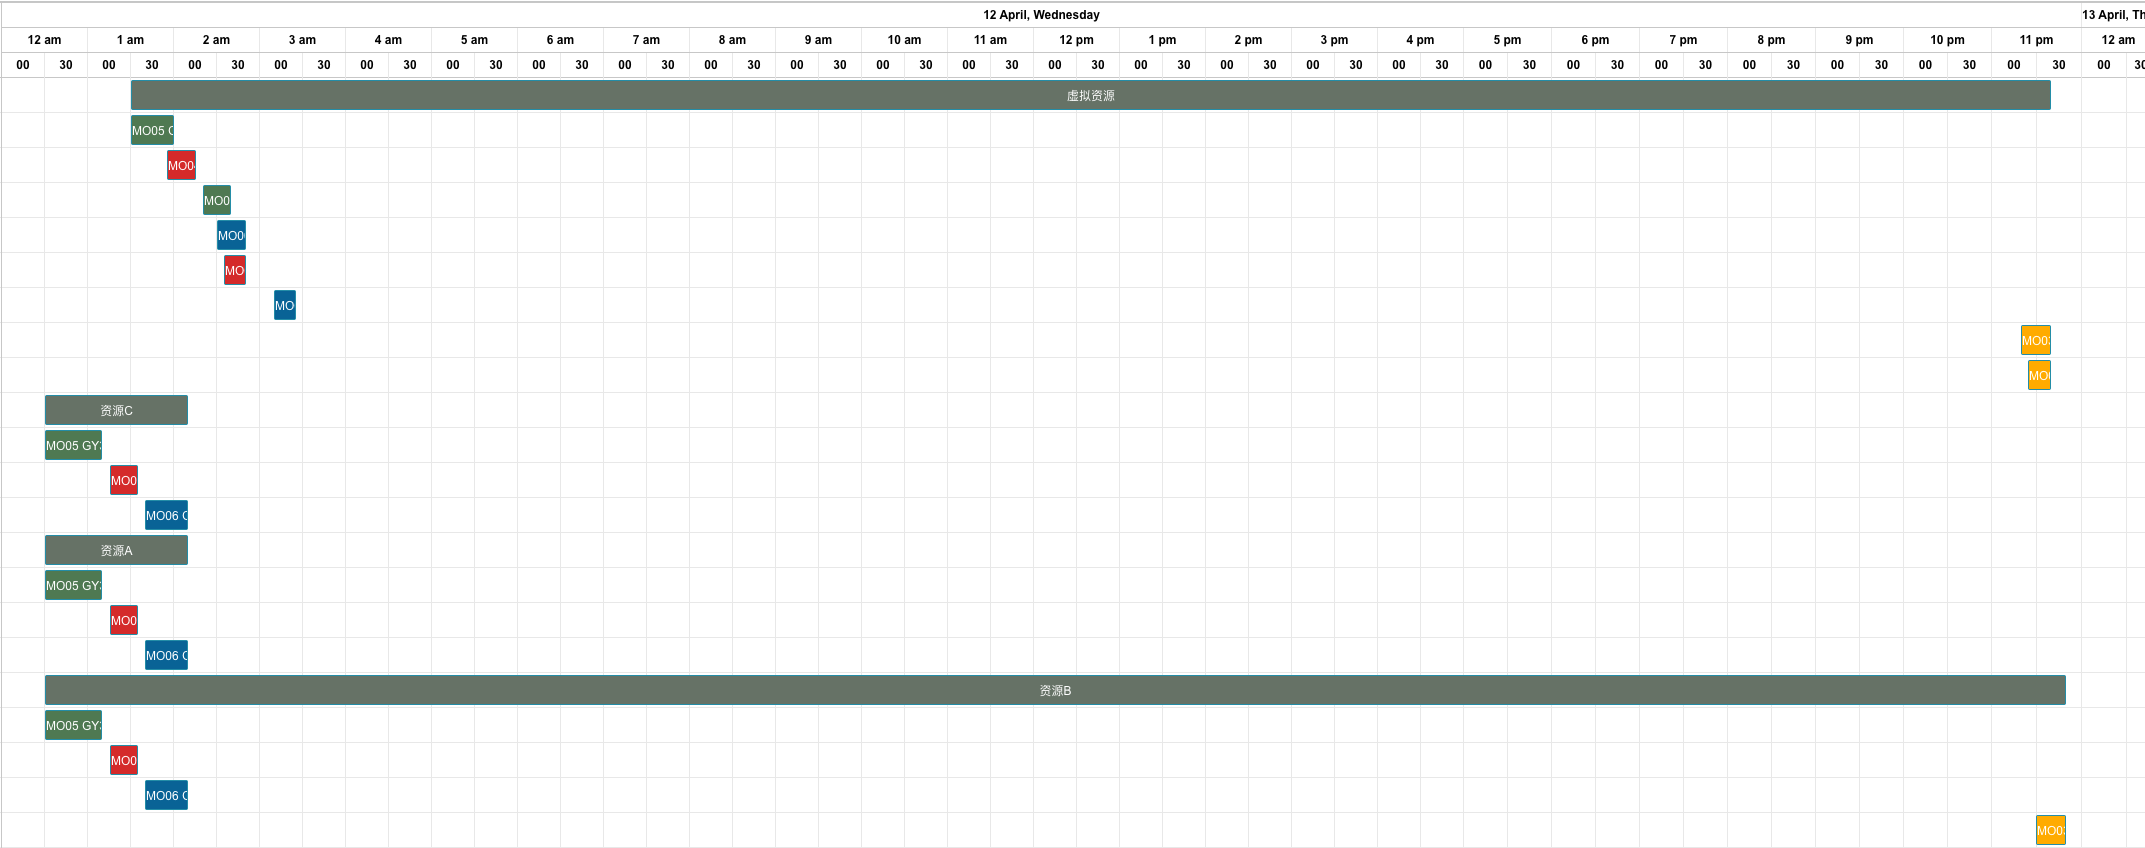 12 April, Wednesday 13 April, Th
12 am 1 am 2 am 3 am 4 am 5 am 6 am 7 am 8 am 9 am 10 am 11 am 12 pm 1 pm 2 pm 3 pm 4 pm 5 pm 6 pm 7 pm 8 pm 9 pm 10 pm 11 pm 12 am
00 30 00 30 00 30 00 30 00 30 00 30 00 30 00 30 00 30 00 30 00 30 00 30 00 30 00 30 00 30 00 30 00 30 00 30 00 30 00 30 00 30 00 30 00 30 00 30 00 30
虚拟资源
MO05
MO0
MO0
MO0
MO
MO
MO03
MO
资源C
MO05 GY3
MO0
MO06
资源A
MO05 GY3
MO0
MO06
资源B
MO05 GY3
MO0
MO06
MO03